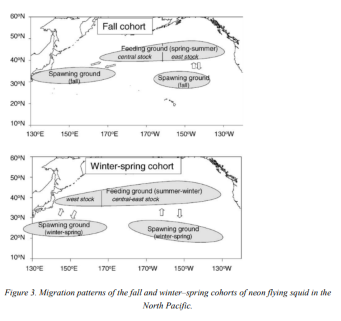 60°N
Fall cohort
50°N
Feeding ground (spring-summer)
central stock
east stock
40°N
Spawning ground
(fall)
Spawning ground
(fall)
30°N
20°N
10°N
130°E
150°E
170°E
170°W
150°W
130°W
60°N
Winter-spring cohort
50°N
Feeding ground (summer-winter)
west stock
central-east stock
40°N
30°N
Spawning ground
(winter-spring)
Spawning ground
(winter-spring)
20°N
10°N
130°E
150°E
170°E
170°W
150°W
130°W
Figure 3. Migration patterns of the fall and winter–spring cohorts of neon flying squid in the
North Pacific.